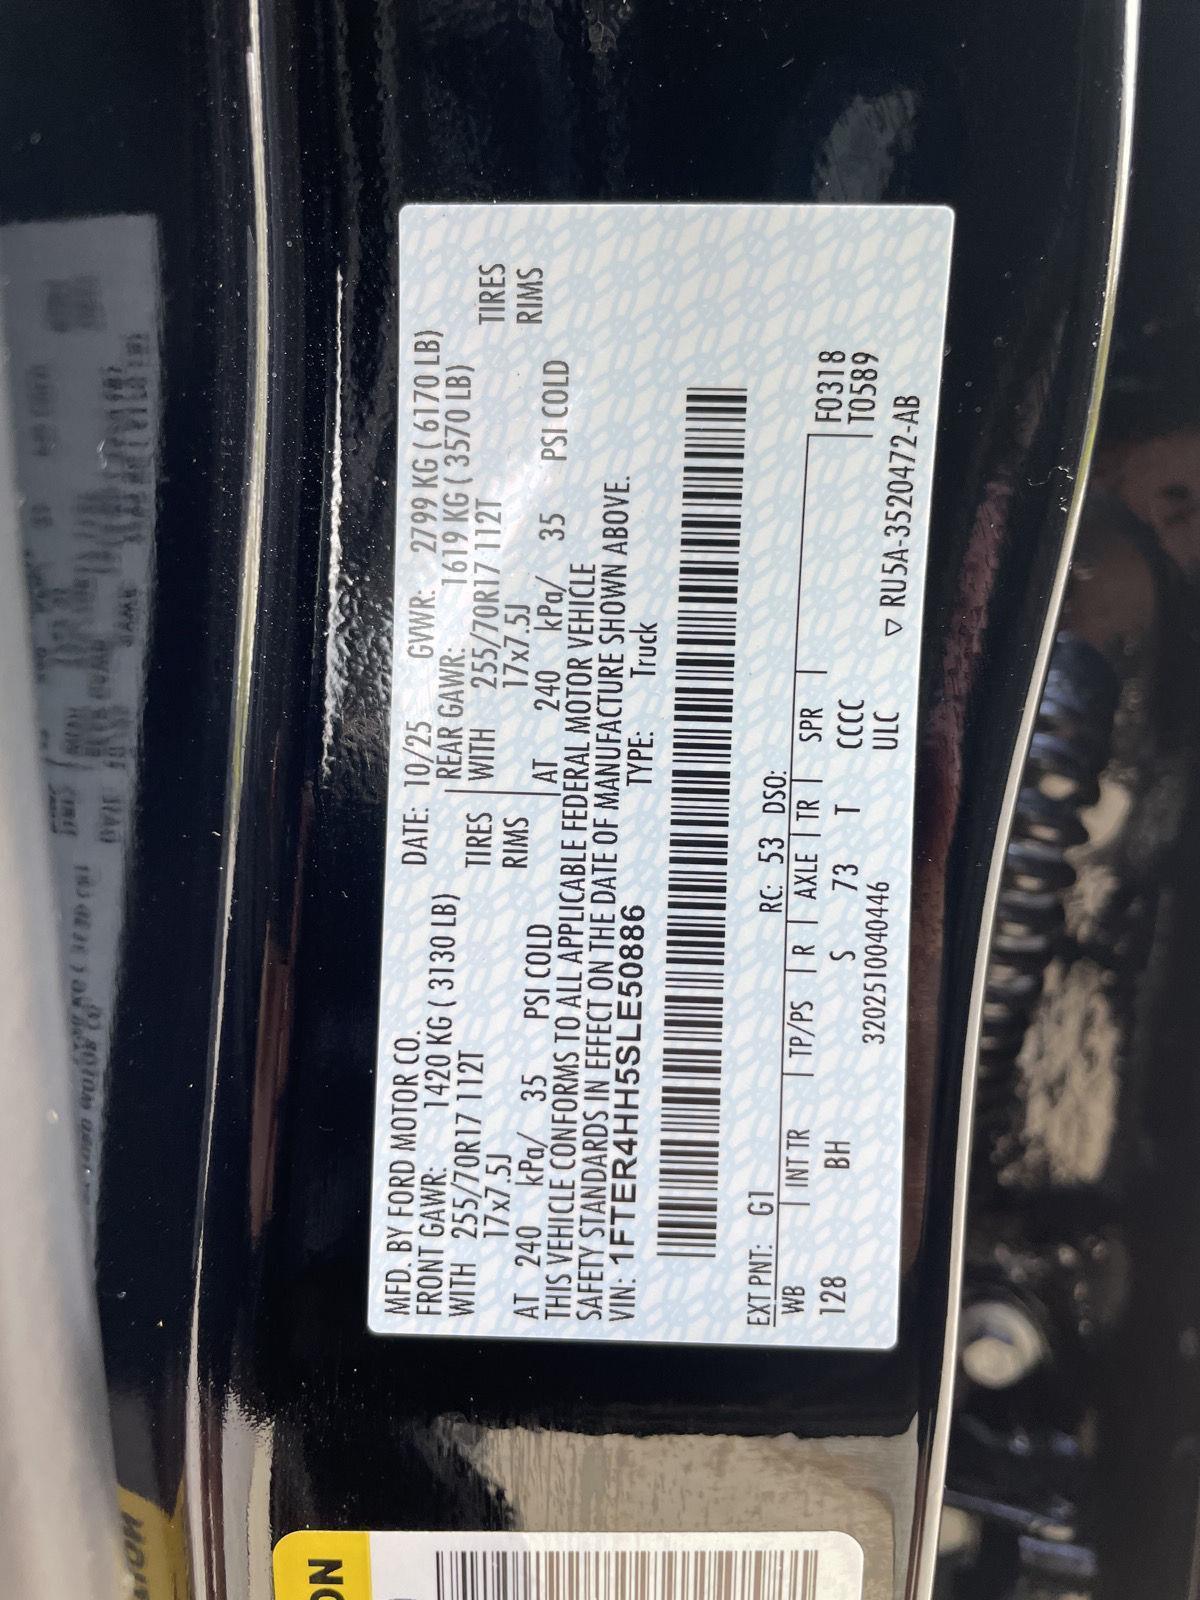 MFD. BY FORD MOTOR CO. DATE: 10/25 GVWR: 2799 KG ( 6170 LB)
FRONT GAWR: 1420 KG ( 3130 LB) REAR GAWR: 1619 KG ( 3570 LB)
WITH 255/70R17 112T TIRES WITH 255/70R17 112T TIRES
17x7.5J RIMS 17x7.5J RIMS
AT 240 kPa/ 35 PSI COLD AT 240 kPa/ 35 PSI COLD
THIS VEHICLE CONFORMS TO ALL APPLICABLE FEDERAL MOTOR VEHICLE
SAFETY STANDARDS IN EFFECT ON THE DATE OF MANUFACTURE SHOWN ABOVE.
VIN: 1FTER4HH5SLE50886 TYPE: Truck
EXT PNT: G1 RC: 53 DSO:
WB INT TR TP/PS R AXLE TR SPR F0318
128 BH S 73 T CCCC T0589
3202510040446 ULC ▽ RU5A-3520472-AB
ON